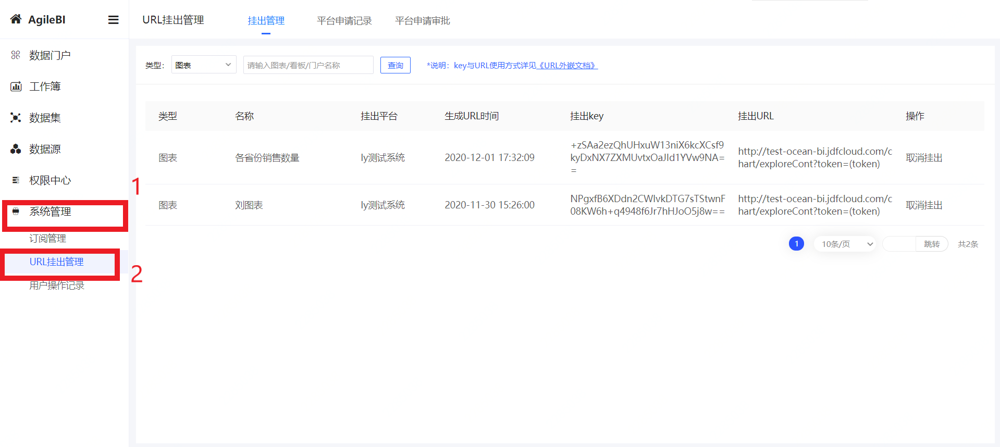 AgileBI
URL挂出管理
挂出管理
平台申请记录
平台申请审批
数据门户
工作簿
数据集
数据源
权限中心
系统管理
订阅管理
URL挂出管理
用户操作记录
1
2
类型：
图表
请输入图表/看板/门户名称
查询
*说明：key与URL使用方式详见《URL外嵌文档》
类型 名称 挂出平台 生成URL时间 挂出key 挂出URL 操作
图表 各省份销售数量 ly测试系统 2020-12-01 17:32:09
+zSAa2ezQhUHxuW13niX6kcXCsf9
kyDxNX7ZXMUvtxOaJId1YVw9NA=
=
http://test-ocean-bi.jdfcloud.com/c
hart/exploreCont?token=(token)
取消挂出
图表 刘图表 ly测试系统 2020-11-30 15:26:00
NPgxfB6XDdn2CWIvkDTG7sTStwnF
08KW6h+q4948f6Jr7hHJoO5j8w==
http://test-ocean-bi.jdfcloud.com/c
hart/exploreCont?token=(token)
取消挂出
1
10条/页
跳转
共2条